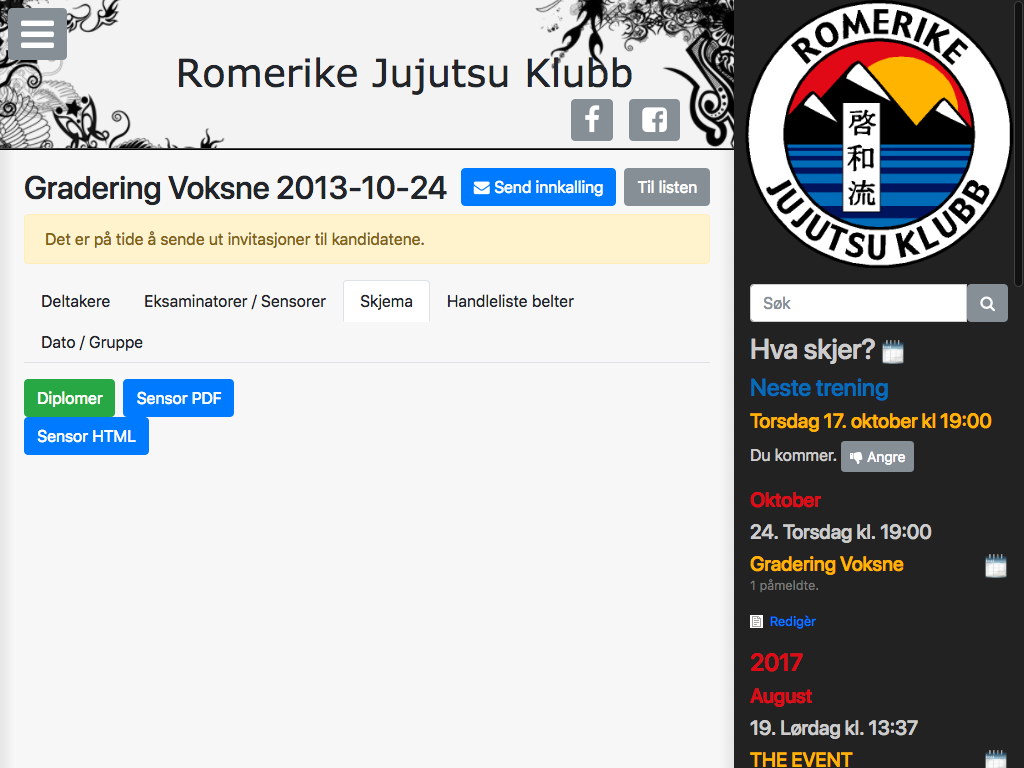 Romerike Jujutsu Klubb
Gradering Voksne 2013-10-24
Send innkalling
Til listen
Det er på tide å sende ut invitasjoner til kandidatene.
Deltakere
Eksaminatorer / Sensorer
Skjema
Handleliste belter
Dato / Gruppe
Diplomer
Sensor PDF
Sensor HTML
ROMERIKE
啓和流
JUJUTSU KLUBB
Søk
Hva skjer?
Neste trening
Torsdag 17. oktober kl 19:00
Du kommer.
Angre
Oktober
24. Torsdag kl. 19:00
Gradering Voksne
1 påmeldte.
Redigèr
2017
August
19. Lørdag kl. 13:37
THE EVENT